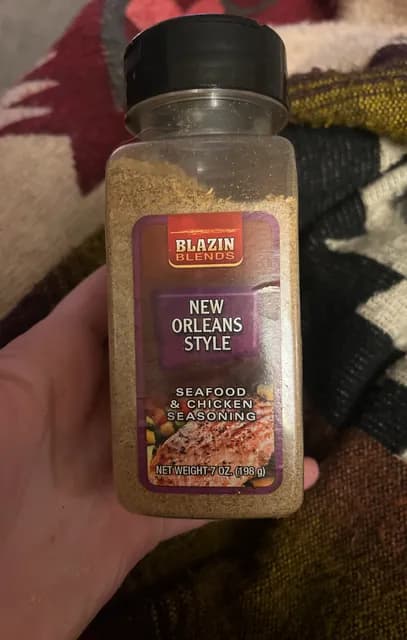 BLAZIN
BLENDS
NEW
ORLEANS
STYLE
SEAFOOD
& CHICKEN
SEASONING
NET WEIGHT 7 OZ. (198 g)